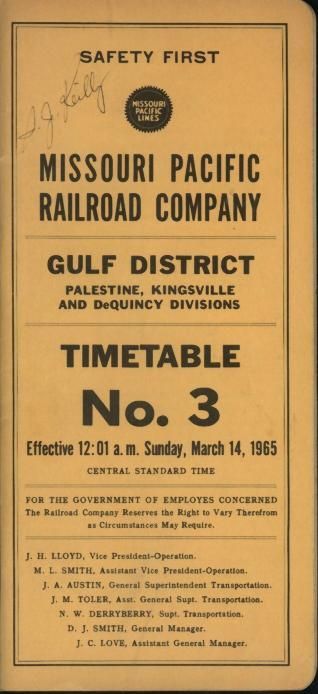 SAFETY FIRST
S. J. Keilly
MISSOURI
PACIFIC
LINES
MISSOURI PACIFIC
RAILROAD COMPANY
GULF DISTRICT
PALESTINE, KINGSVILLE
AND DeQUINCY DIVISIONS
TIMETABLE
No. 3
Effective 12:01 a.m. Sunday, March 14, 1965
CENTRAL STANDARD TIME
FOR THE GOVERNMENT OF EMPLOYES CONCERNED
The Railroad Company Reserves the Right to Vary Therefrom
as Circumstances May Require.
J. H. LLOYD, Vice President-Operation.
M. L. SMITH, Assistant Vice President-Operation.
J. A. AUSTIN, General Superintendent Transportation.
J. M. TOLER, Asst. General Supt. Transportation.
N. W. DERRYBERRY, Supt. Transportation.
D. J. SMITH, General Manager.
J. C. LOVE, Assistant General Manager.